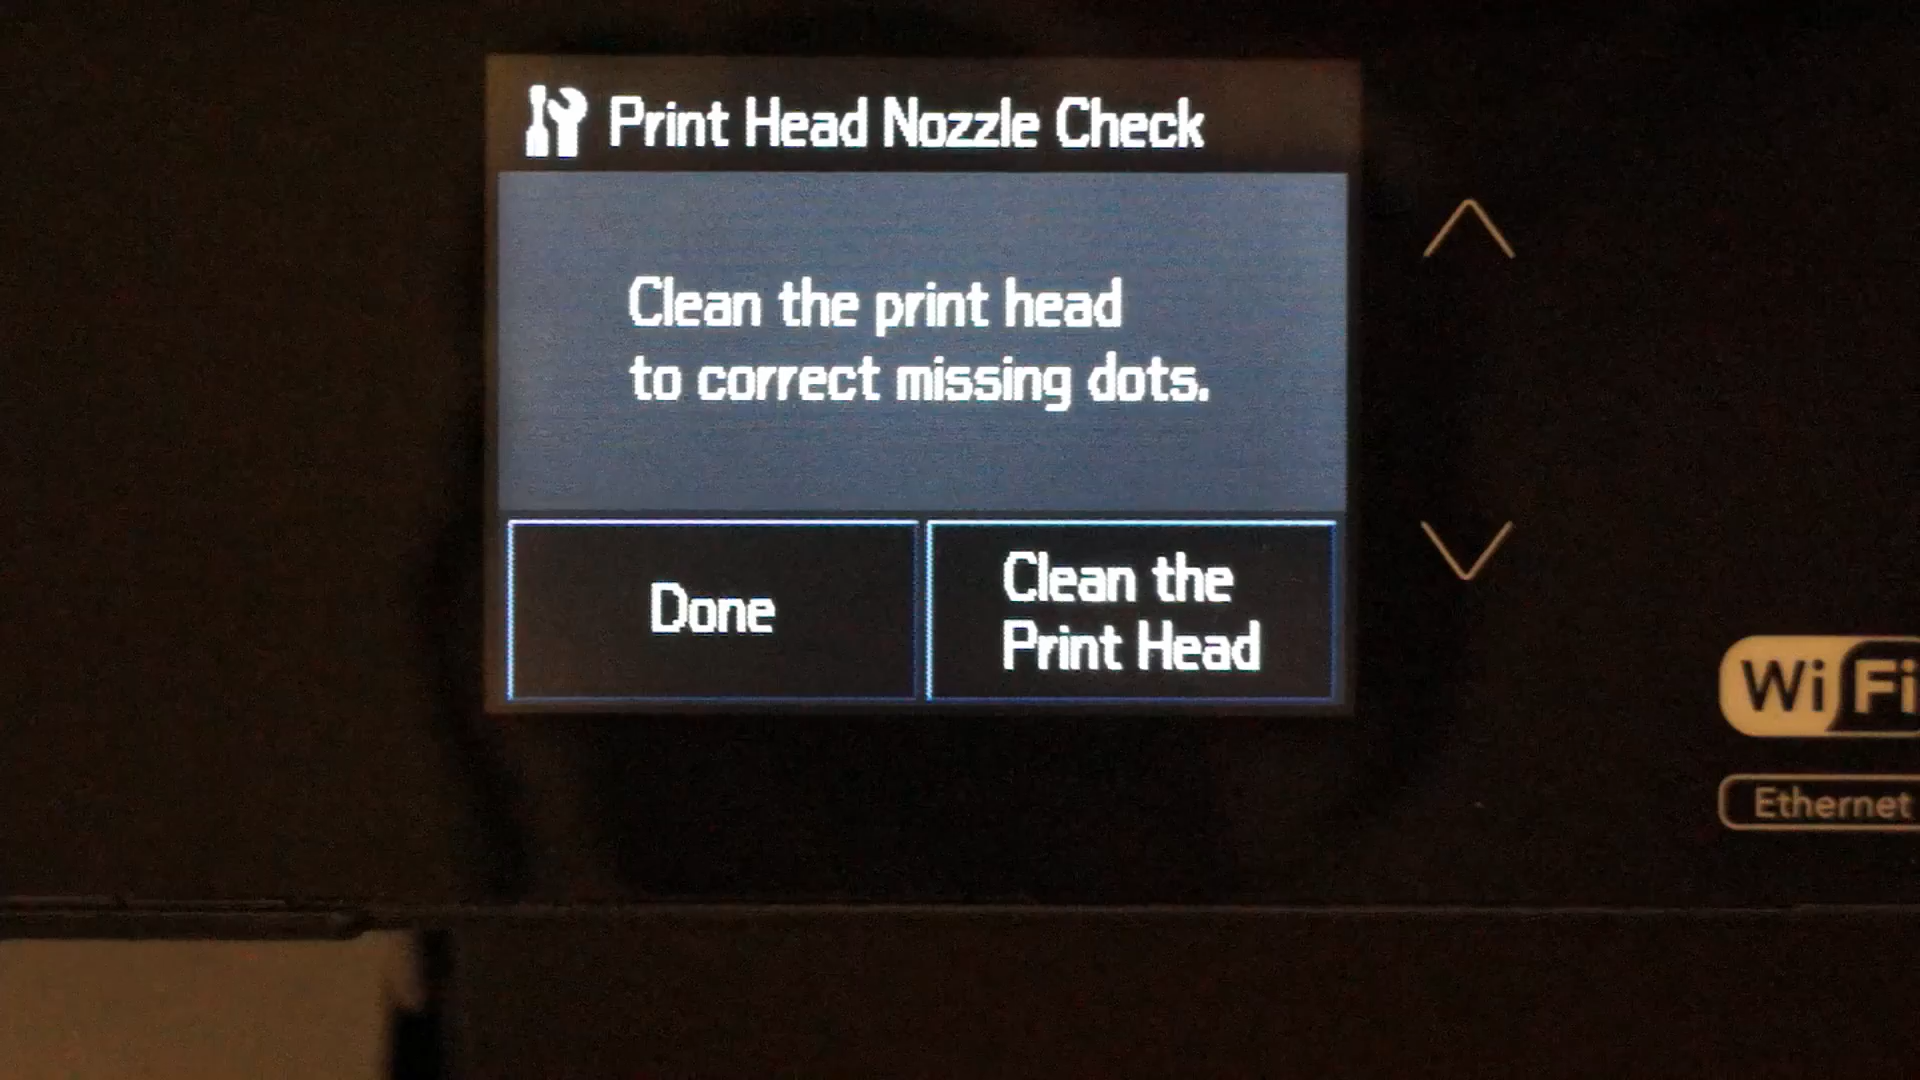 Print Head Nozzle Check
Clean the print head
to correct missing dots.
Done
Clean the
Print Head
WiFi
Ethernet